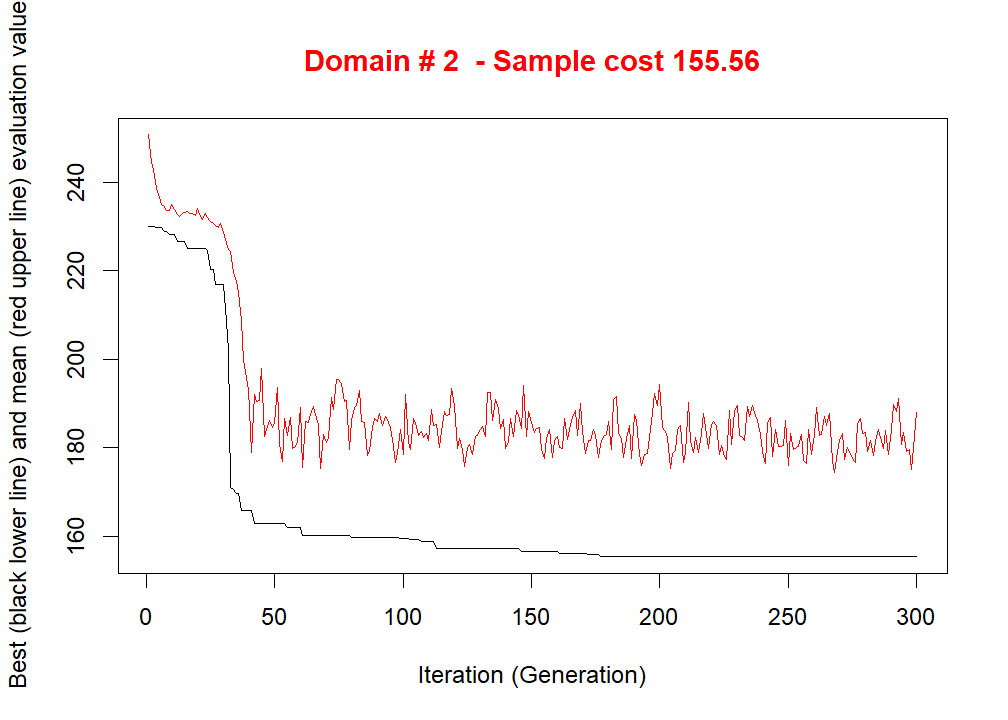 Domain # 2  - Sample cost 155.56
Best (black lower line) and mean (red upper line) evaluation value
240
220
200
180
160
0 50 100 150 200 250 300
Iteration (Generation)